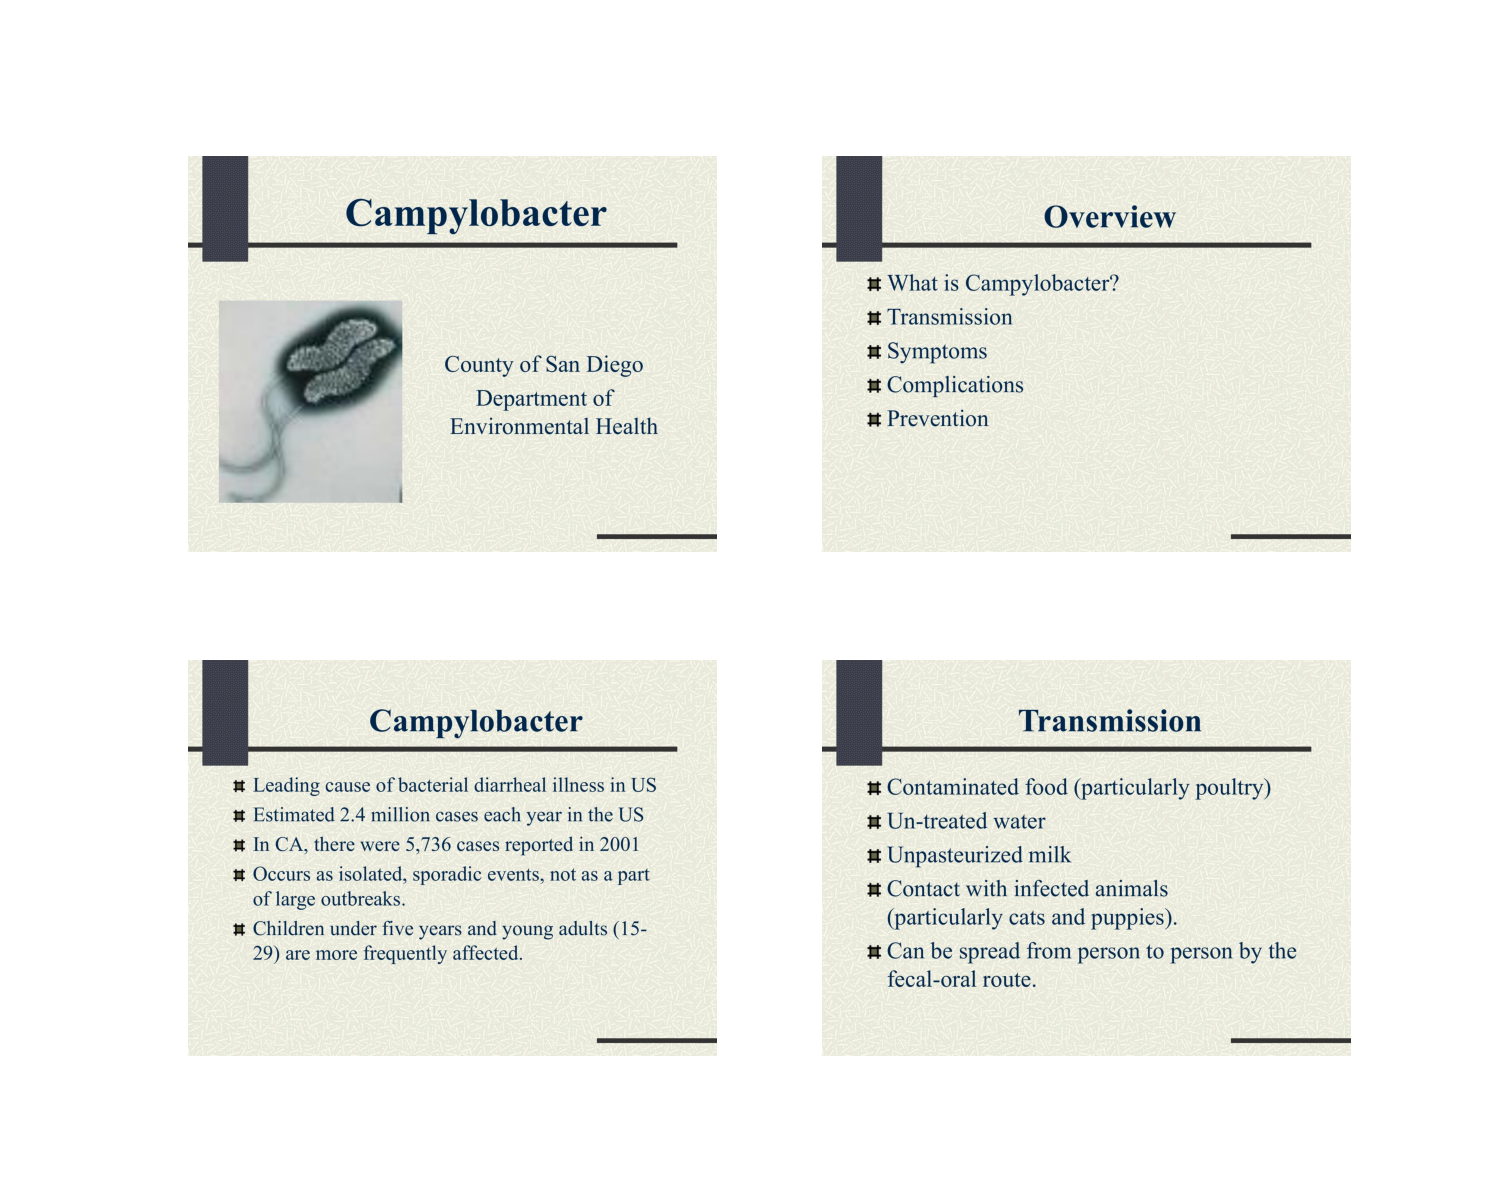 Campylobacter
County of San Diego
Department of
Environmental Health
Overview
What is Campylobacter?
Transmission
Symptoms
Complications
Prevention
Campylobacter
Leading cause of bacterial diarrheal illness in US
Estimated 2.4 million cases each year in the US
In CA, there were 5,736 cases reported in 2001
Occurs as isolated, sporadic events, not as a part
of large outbreaks.
Children under five years and young adults (15-
29) are more frequently affected.
Transmission
Contaminated food (particularly poultry)
Un-treated water
Unpasteurized milk
Contact with infected animals
(particularly cats and puppies).
Can be spread from person to person by the
fecal-oral route.